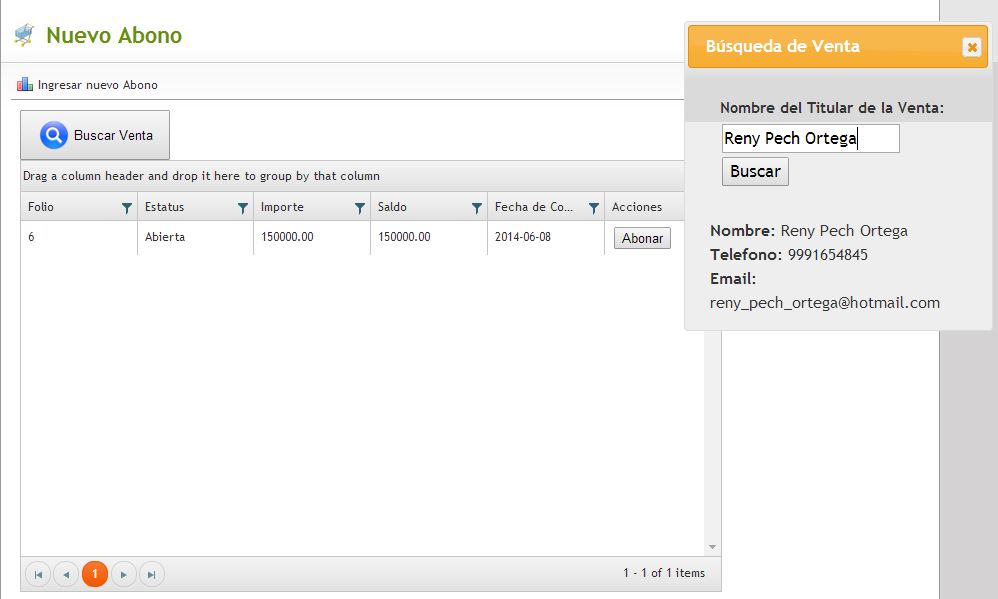 Nuevo Abono
Ingresar nuevo Abono
Buscar Venta
Drag a column header and drop it here to group by that column
Folio Estatus Importe Saldo Fecha de Co... Acciones
6 Abierta 150000.00 150000.00 2014-06-08 Abonar
1 1 - 1 of 1 items
Búsqueda de Venta
Nombre del Titular de la Venta:
Reny Pech Ortega
Buscar
Nombre: Reny Pech Ortega
Telefono: 9991654845
Email:
reny_pech_ortega@hotmail.com